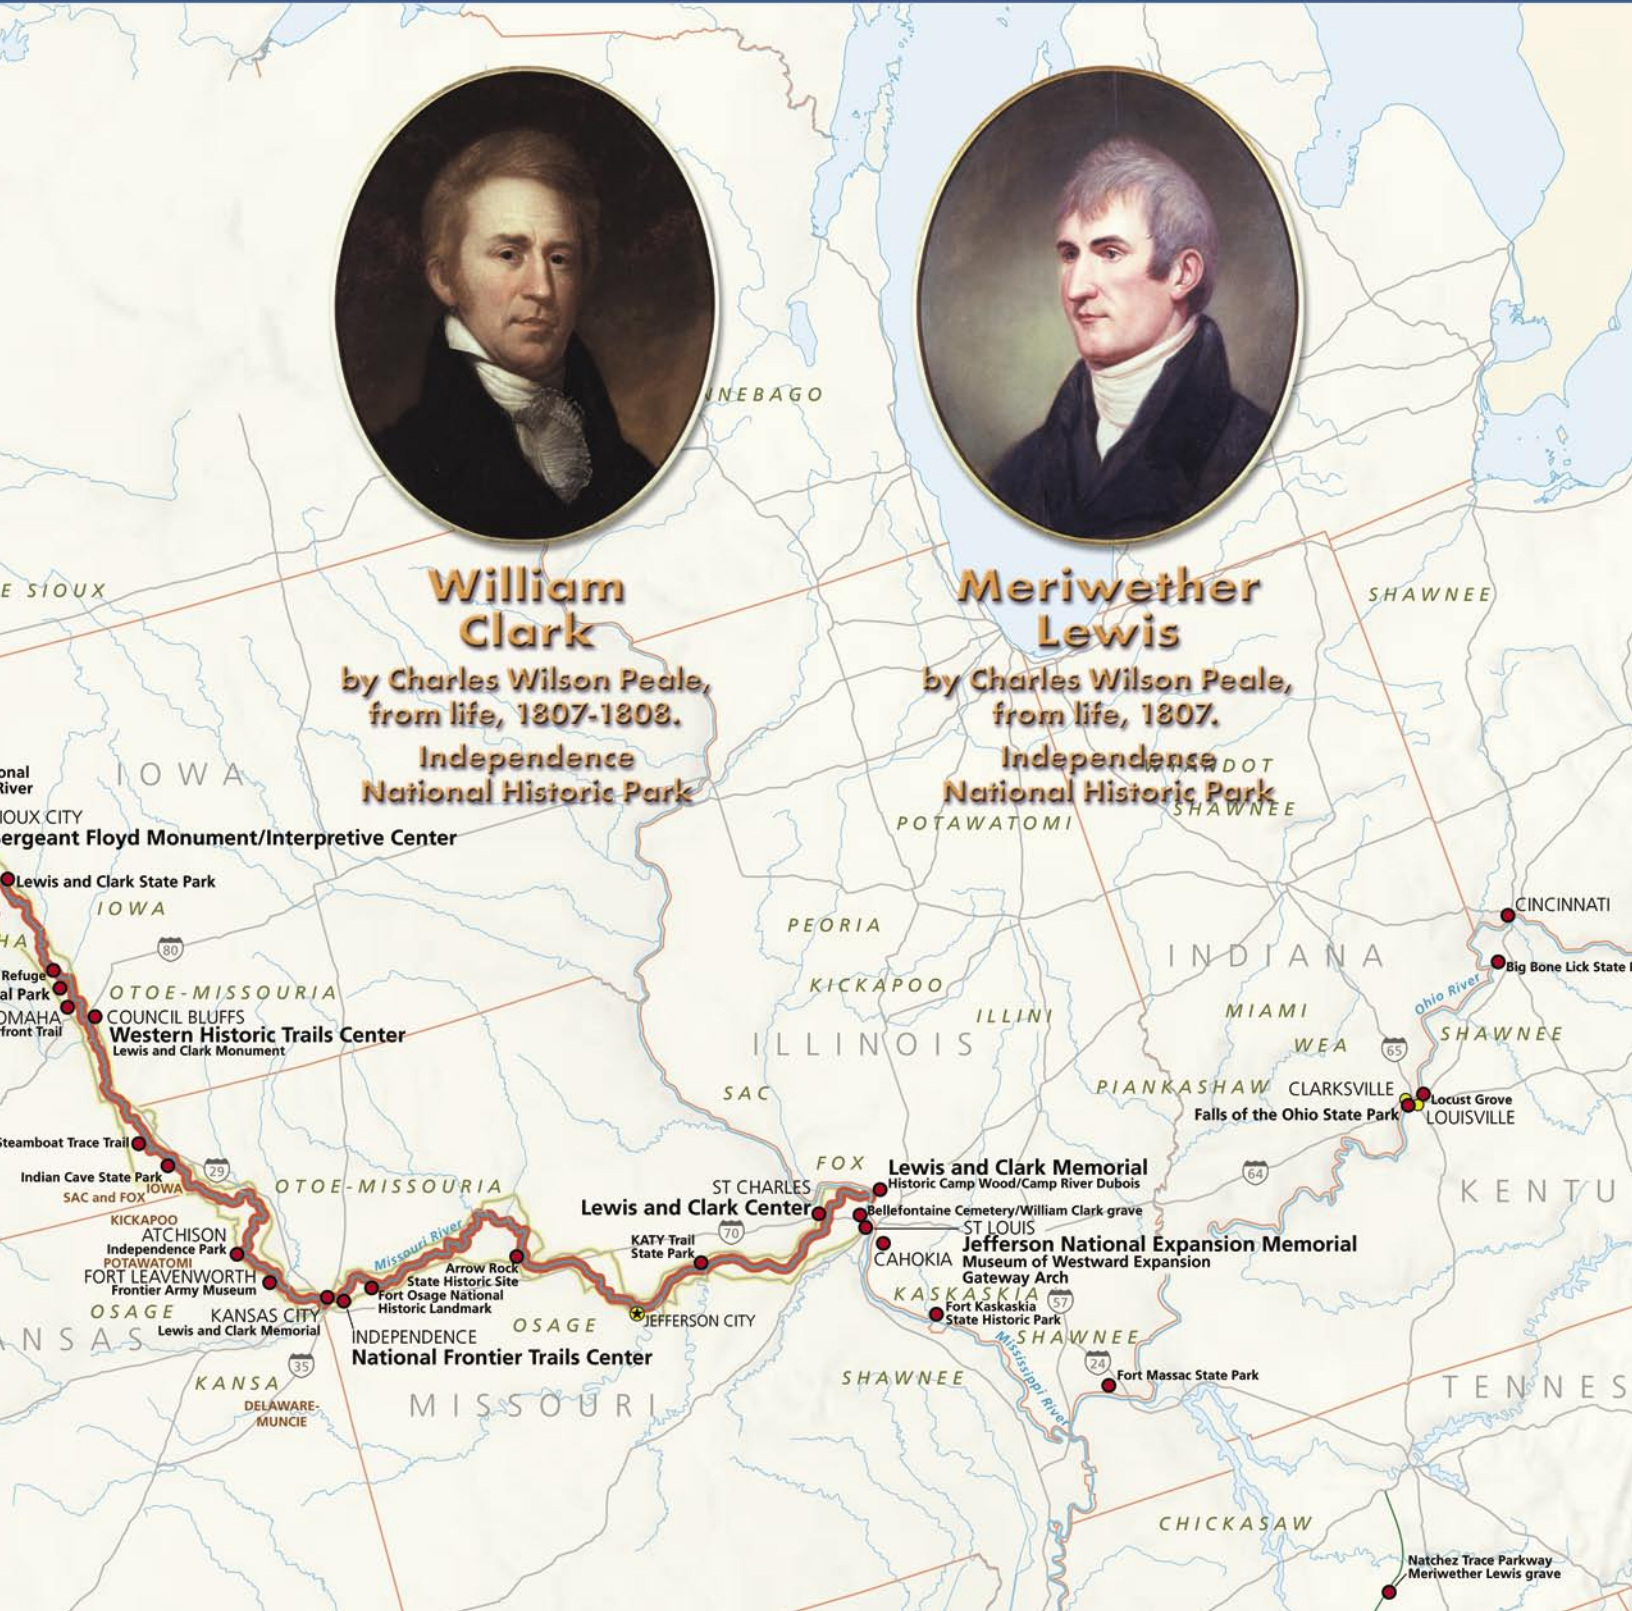 NNEBAGO
E SIOUX
SHAWNEE
William
Clark
by Charles Wilson Peale,
from life, 1807-1808.
Independence
National Historic Park
Meriwether
Lewis
by Charles Wilson Peale,
from life, 1807.
Independence
National Historic Park
SHAWNEE
POTAWATOMI
onal
River
IOWA
IOUX CITY
ergeant Floyd Monument/Interpretive Center
Lewis and Clark State Park
IOWA
HA
80
Refuge
al Park
OMAHA
front Trail
OTOE-MISSOURIA
COUNCIL BLUFFS
Western Historic Trails Center
Lewis and Clark Monument
PEORIA
KICKAPOO
ILLINI
ILLINOIS
SAC
INDIANA
CINCINNATI
Big Bone Lick State
Ohio River
MIAMI
WEA
65
SHAWNEE
PIANKASHAW
CLARKSVILLE
Falls of the Ohio State Park
Locust Grove
LOUISVILLE
64
KENTU
Steamboat Trace Trail
Indian Cave State Park
29
SAC and FOX
IOWA
KICKAPOO
ATCHISON
Independence Park
POTAWATOMI
FORT LEAVENWORTH
Frontier Army Museum
OSAGE
KANSAS CITY
Lewis and Clark Memorial
ANSAS
35
KANSA
DELAWARE-
MUNCIE
OTOE-MISSOURIA
Missouri River
Arrow Rock
State Historic Site
Fort Osage National
Historic Landmark
INDEPENDENCE
National Frontier Trails Center
OSAGE
MISSOURI
JEFFERSON CITY
KATY Trail
State Park
70
ST CHARLES
Lewis and Clark Center
FOX
Lewis and Clark Memorial
Historic Camp Wood/Camp River Dubois
Bellefontaine Cemetery/William Clark grave
ST LOUIS
Jefferson National Expansion Memorial
Museum of Westward Expansion
Gateway Arch
CAHOKIA
KASKASKIA
57
Fort Kaskaskia
State Historic Park
SHAWNEE
24
Fort Massac State Park
Mississippi River
SHAWNEE
TENNES
CHICKASAW
Natchez Trace Parkway
Meriwether Lewis grave